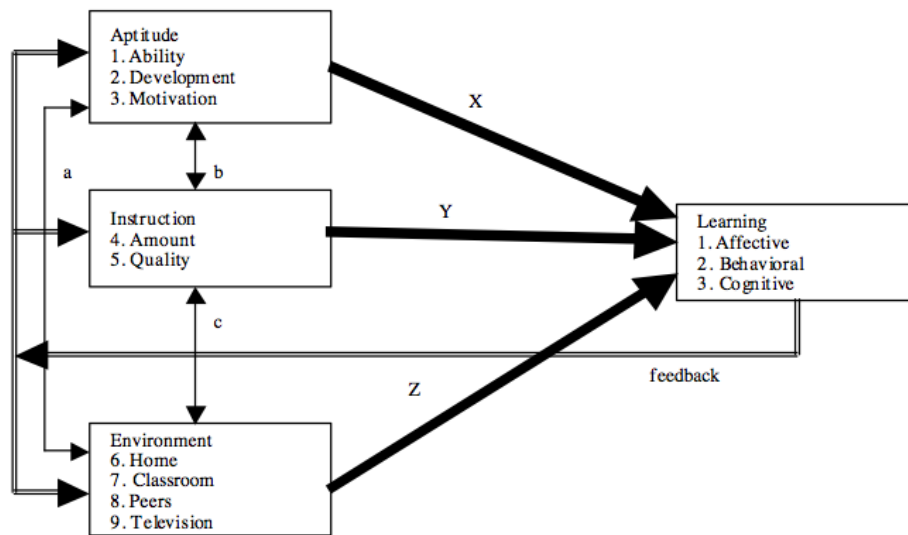 Aptitude
1. Ability
2. Development
3. Motivation
X
a
b
Instruction
4. Amount
5. Quality
Y
Learning
1. Affective
2. Behavioral
3. Cognitive
c
feedback
Z
Environment
6. Home
7. Classroom
8. Peers
9. Television